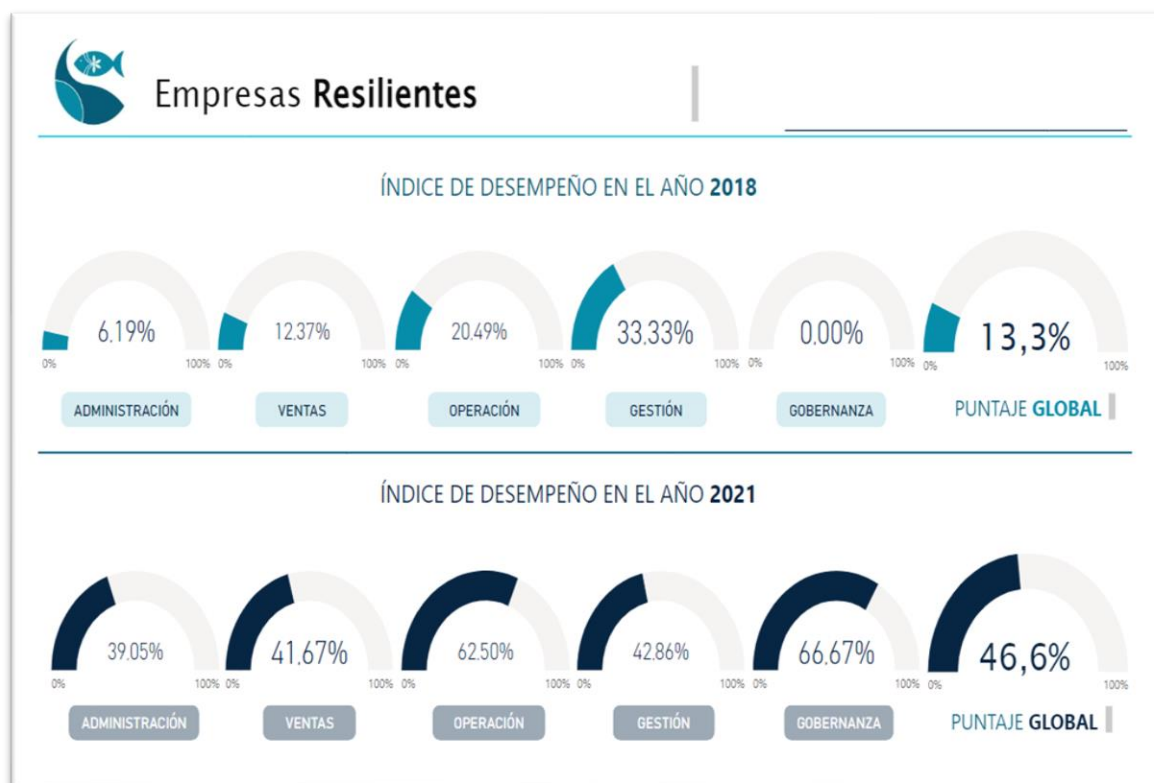 Empresas Resilientes
ÍNDICE DE DESEMPEÑO EN EL AÑO 2018
6,19% 12,37% 20,49% 33,33% 0,00% 13,3%
0% 100% 0% 100% 0% 100% 0% 100% 0% 100% 0% 100%
ADMINISTRACIÓN VENTAS OPERACIÓN GESTIÓN GOBERNANZA PUNTAJE GLOBAL
ÍNDICE DE DESEMPEÑO EN EL AÑO 2021
39,05% 41,67% 62,50% 42,86% 66,67% 46,6%
0% 100% 0% 100% 0% 100% 0% 100% 0% 100% 0% 100%
ADMINISTRACIÓN VENTAS OPERACIÓN GESTIÓN GOBERNANZA PUNTAJE GLOBAL